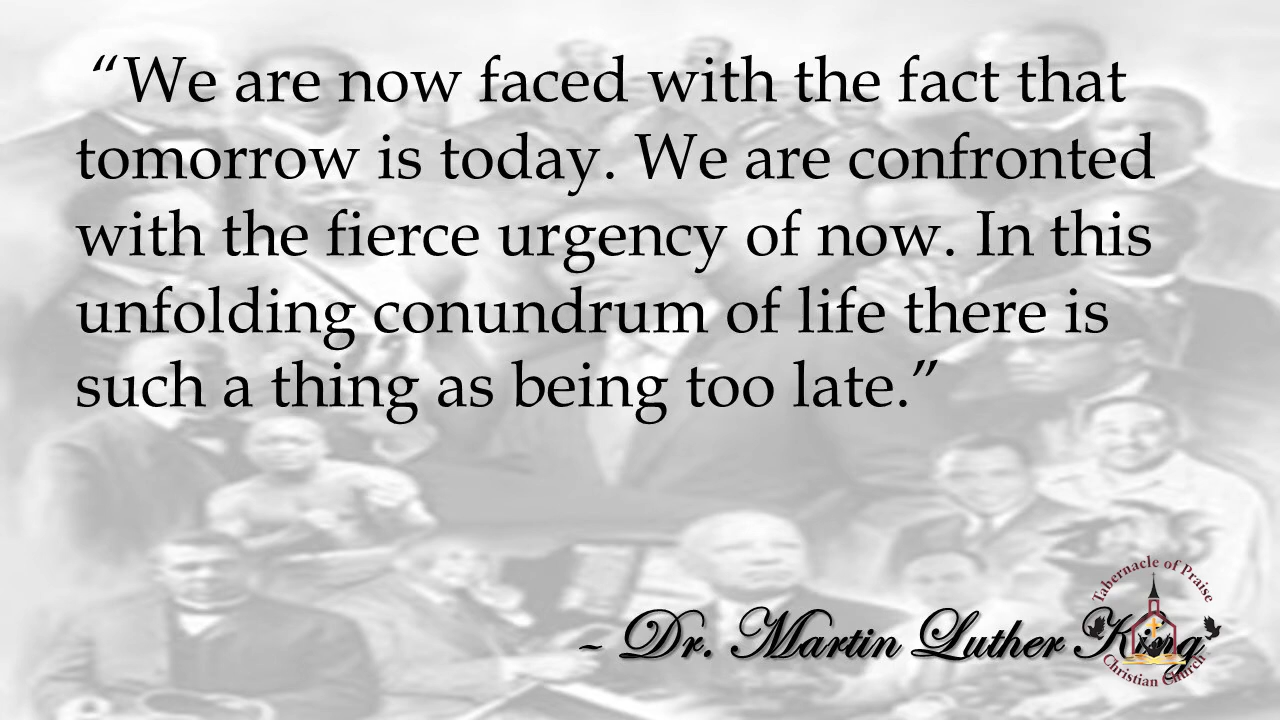 “We are now faced with the fact that
tomorrow is today. We are confronted
with the fierce urgency of now. In this
unfolding conundrum of life there is
such a thing as being too late.”
~ Dr. Martin Luther King
Tabernacle of Praise
Christian Church